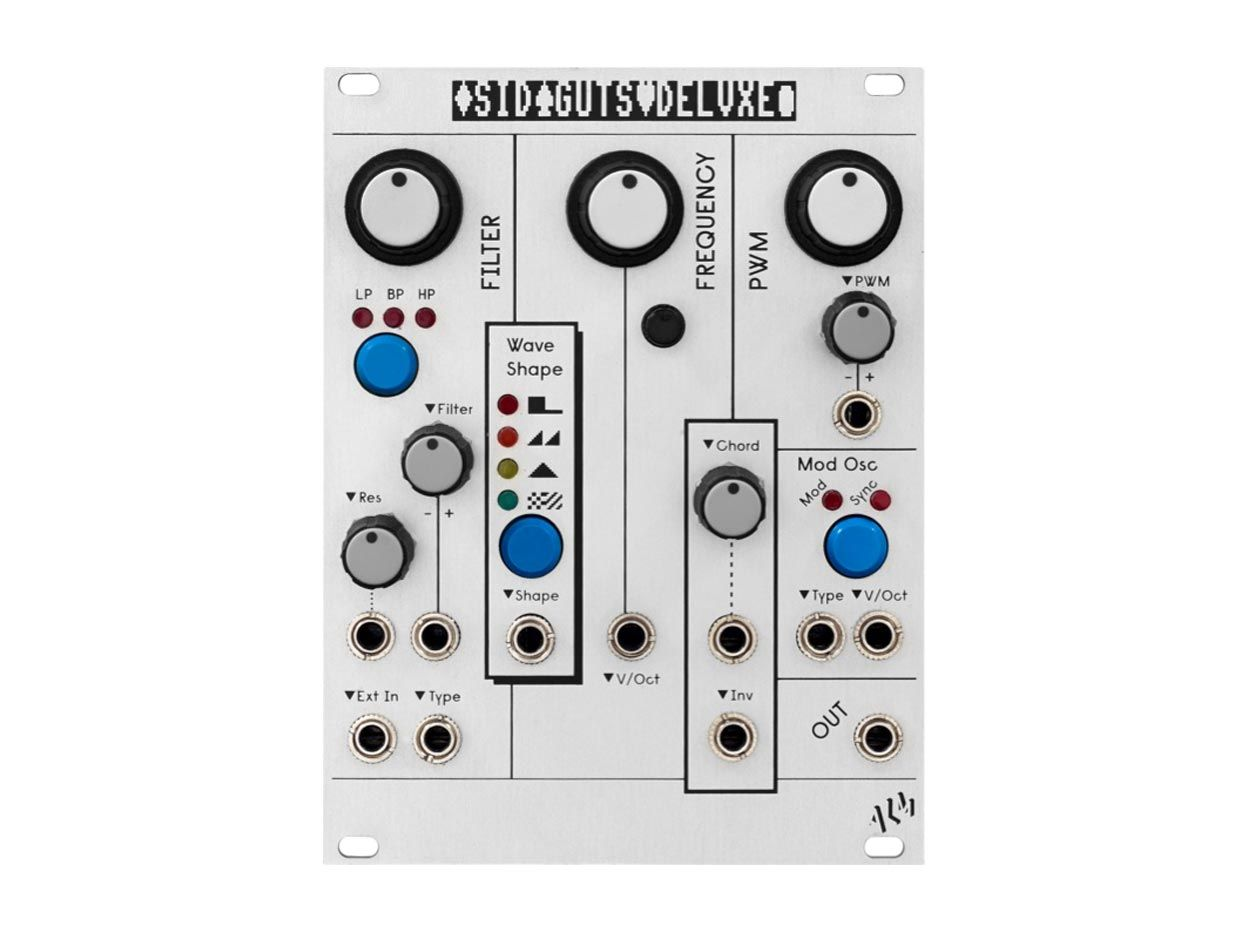 SID GUTS DELUXE
FILTER
FREQUENCY
PWM
LP BP HP
▼PWM
- +
Wave
Shape
▼Filter
- +
▼Res
▼Chord
Mod Osc
Mod Sync
▼Shape
▼Type ▼V/Oct
▼V/Oct
▼Ext In ▼Type
▼Inv
OUT
ALM